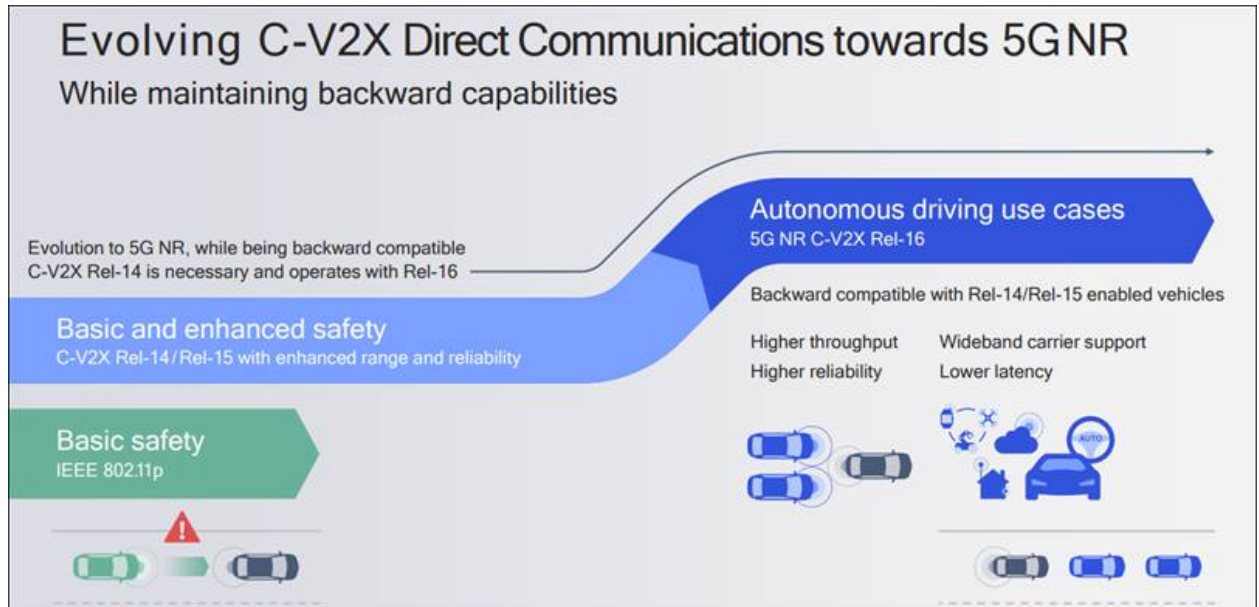 Evolving C-V2X Direct Communications towards 5G NR
While maintaining backward capabilities
Evolution to 5G NR, while being backward compatible
C-V2X Rel-14 is necessary and operates with Rel-16
Autonomous driving use cases
5G NR C-V2X Rel-16
Basic and enhanced safety
C-V2X Rel-14/Rel-15 with enhanced range and reliability
Backward compatible with Rel-14/Rel-15 enabled vehicles
Higher throughput
Wideband carrier support
Higher reliability
Lower latency
Basic safety
IEEE 802.11p
AUTO